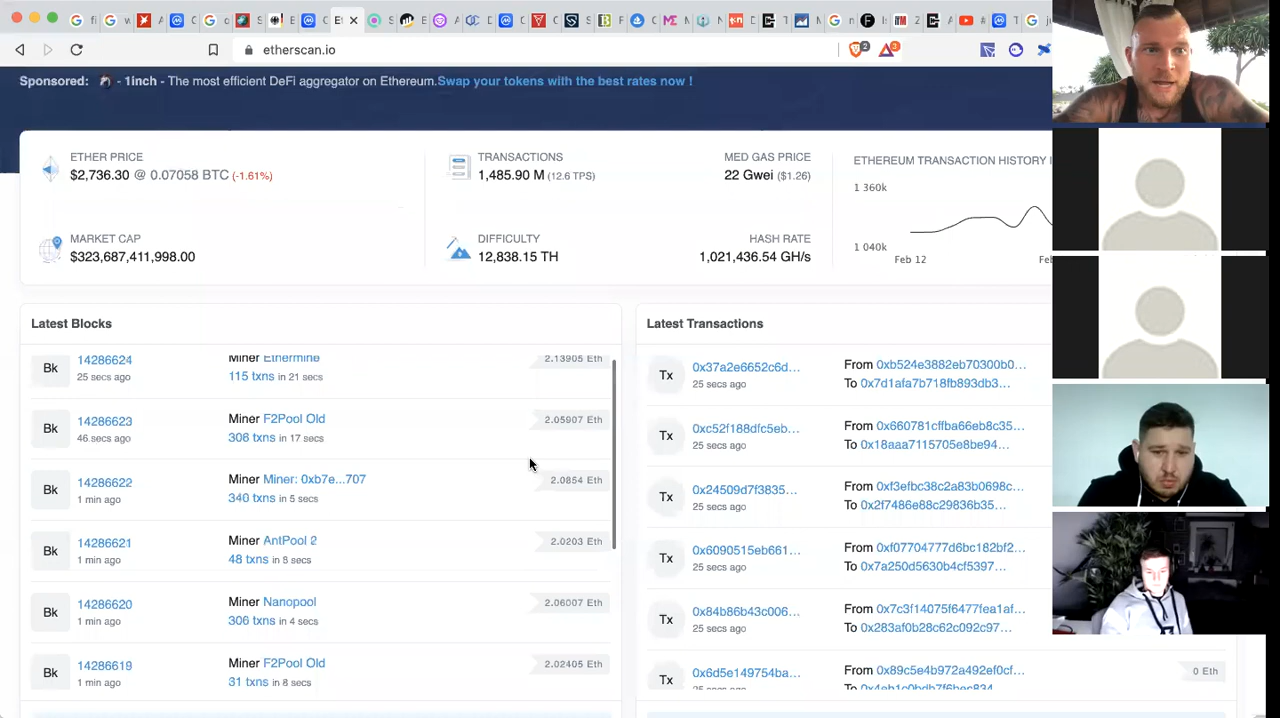 etherscan.io
2
3
Sponsored: - 1inch - The most efficient DeFi aggregator on Ethereum.Swap your tokens with the best rates now !
ETHER PRICE
$2,736.30 @ 0.07058 BTC (-1.61%)
TRANSACTIONS
1,485.90 M (12.6 TPS)
MED GAS PRICE
22 Gwei ($1.26)
ETHEREUM TRANSACTION HISTORY
1 360k
1 040k
Feb 12
MARKET CAP
$323,687,411,998.00
DIFFICULTY
12,838.15 TH
HASH RATE
1,021,436.54 GH/s
Latest Blocks
Bk
14286624
25 secs ago
Miner Ethermine
115 txns in 21 secs
2.13905 Eth
Bk
14286623
46 secs ago
Miner F2Pool Old
306 txns in 17 secs
2.05907 Eth
Bk
14286622
1 min ago
Miner Miner: 0xb7e...707
340 txns in 5 secs
2.0854 Eth
Bk
14286621
1 min ago
Miner AntPool 2
48 txns in 8 secs
2.0203 Eth
Bk
14286620
1 min ago
Miner Nanopool
306 txns in 4 secs
2.06007 Eth
Bk
14286619
1 min ago
Miner F2Pool Old
31 txns in 8 secs
2.02405 Eth
Latest Transactions
Tx
0x37a2e6652c6d...
25 secs ago
From 0xb524e3882eb70300b0...
To 0x7d1afa7b718fb893db3...
Tx
0xc52f188dfc5eb...
25 secs ago
From 0x660781cffba66eb8c35...
To 0x18aaa7115705e8be94...
Tx
0x24509d7f3835...
25 secs ago
From 0xf3efbc38c2a83b0698c...
To 0x2f7486e88c29836b35...
Tx
0x6090515eb661...
25 secs ago
From 0xf07704777d6bc182bf2...
To 0x7a250d5630b4cf5397...
Tx
0x84b86b43c006...
25 secs ago
From 0x7c3f14075f6477fea1af...
To 0x283af0b28c62c092c97...
Tx
0x6d5e149754ba...
25 secs ago
From 0x89c5e4b972a492ef0cf...
0 Eth